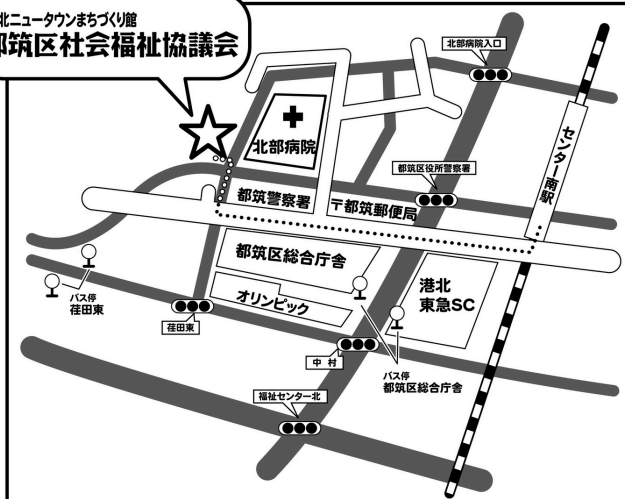 北ニュータウンまちづくり館
筑区社会福祉協議会
北部病院入口
センター南駅
北部病院
都筑区役所警察署
都筑警察署
〒都筑郵便局
都筑区総合庁舎
港北
東急SC
オリンピック
バス停
荏田東
荏田東
中村
バス停
都筑区総合庁舎
福祉センター北